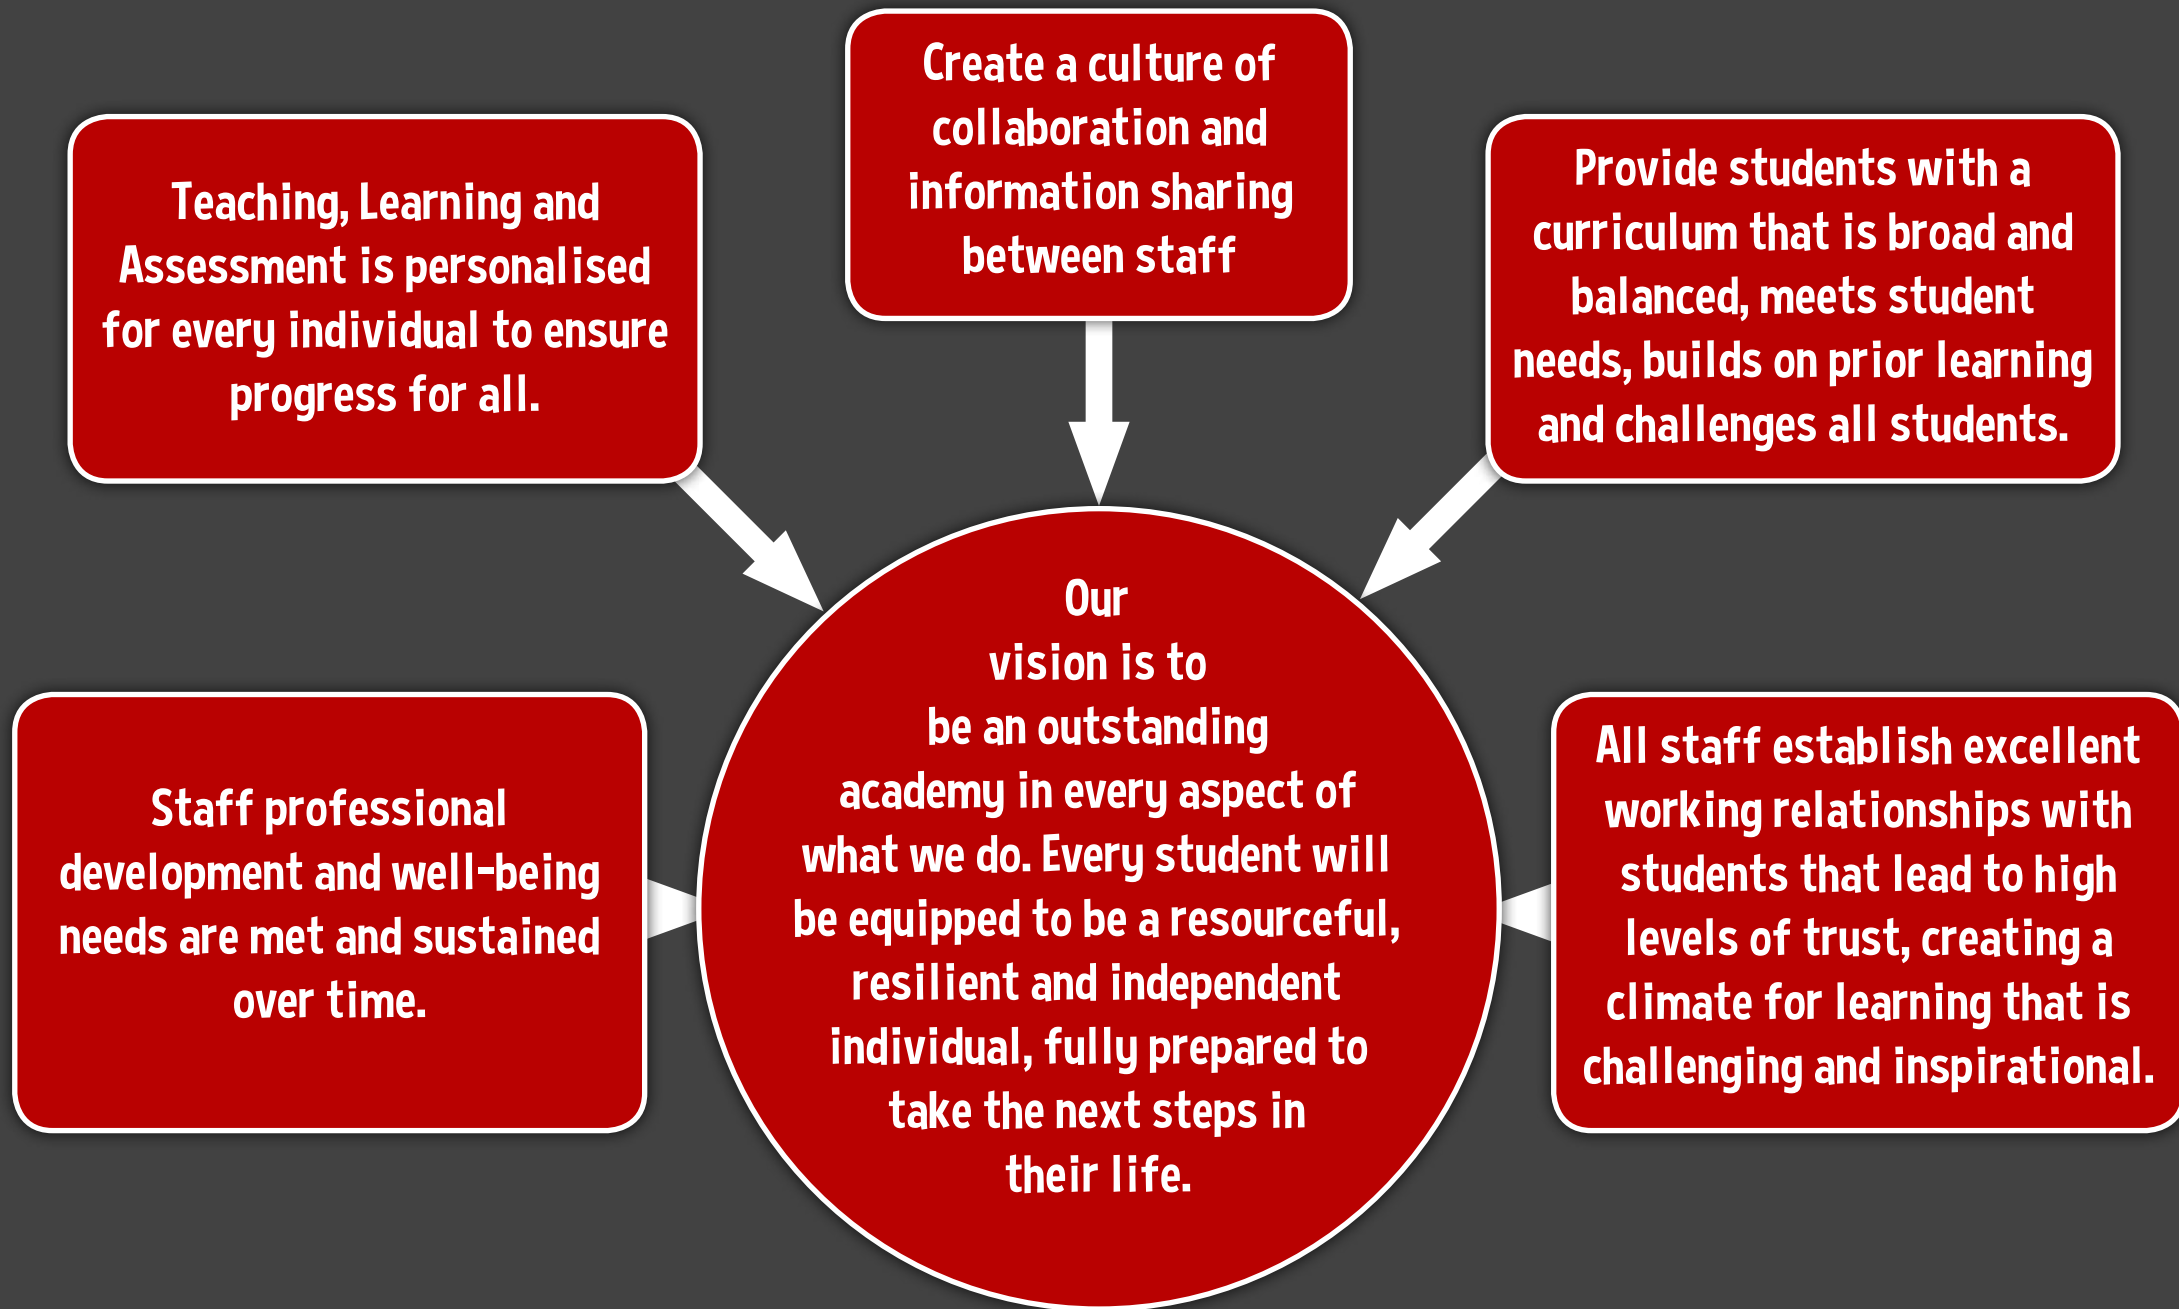 Create a culture of
collaboration and
information sharing
between staff
Teaching, Learning and
Assessment is personalised
for every individual to ensure
progress for all.
Provide students with a
curriculum that is broad and
balanced, meets student
needs, builds on prior learning
and challenges all students.
Our
vision is to
be an outstanding
academy in every aspect of
what we do. Every student will
be equipped to be a resourceful,
resilient and independent
individual, fully prepared to
take the next steps in
their life.
Staff professional
development and well-being
needs are met and sustained
over time.
All staff establish excellent
working relationships with
students that lead to high
levels of trust, creating a
climate for learning that is
challenging and inspirational.